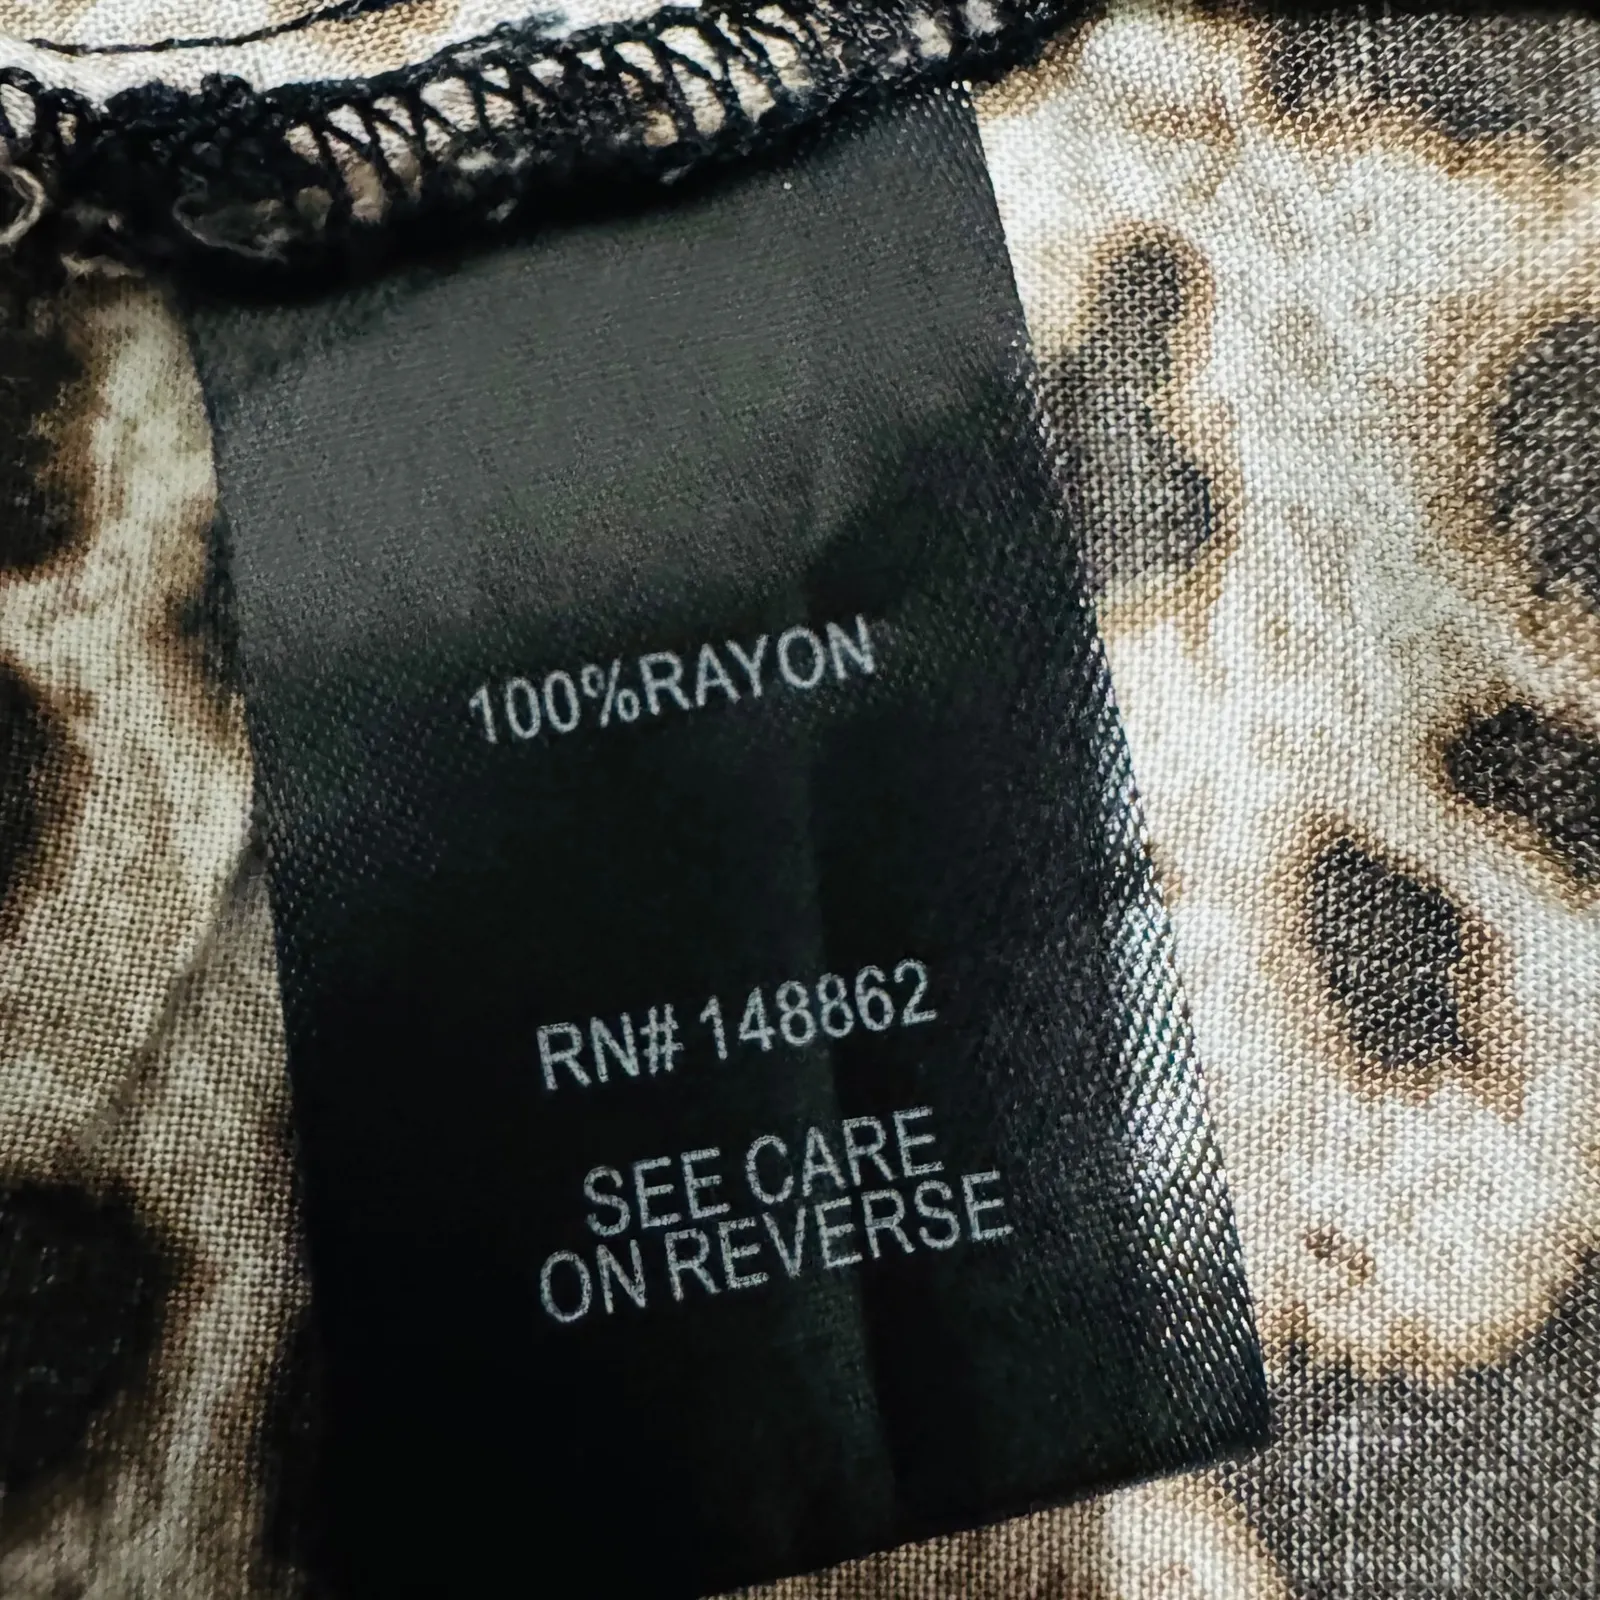 100%RAYON
RN# 148862
SEE CARE
ON REVERSE